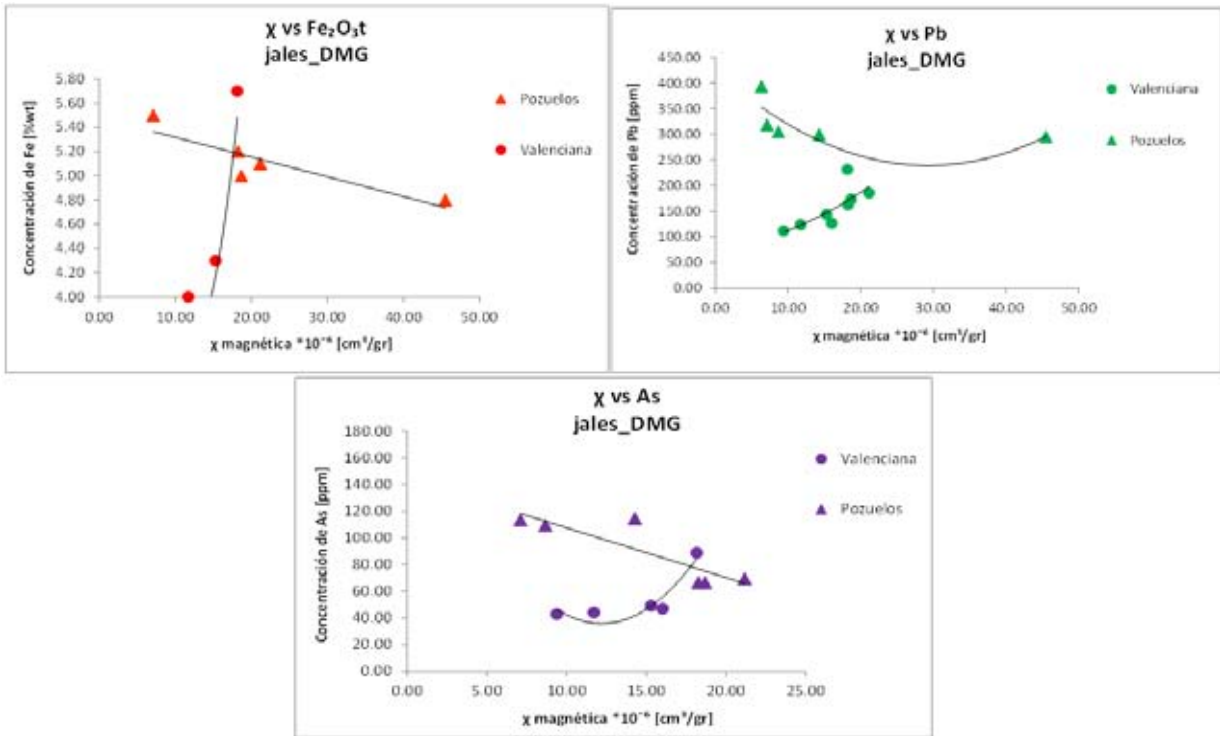 χ vs Fe₂O₃t
jales_DMG
Concentración de Fe [%wt]
5.80
5.60
5.40
5.20
5.00
4.80
4.60
4.40
4.20
4.00
0.00 10.00 20.00 30.00 40.00 50.00
χ magnética *10⁻⁶ [cm³/gr]
Pozuelos
Valenciana
χ vs Pb
jales_DMG
Concentración de Pb [ppm]
450.00
400.00
350.00
300.00
250.00
200.00
150.00
100.00
50.00
0.00
0.00 10.00 20.00 30.00 40.00 50.00
χ magnética *10⁻⁶ [cm³/gr]
Valenciana
Pozuelos
χ vs As
jales_DMG
Concentración de As [ppm]
180.00
160.00
140.00
120.00
100.00
80.00
60.00
40.00
20.00
0.00
0.00 5.00 10.00 15.00 20.00 25.00
χ magnética *10⁻⁶ [cm³/gr]
Valenciana
Pozuelos